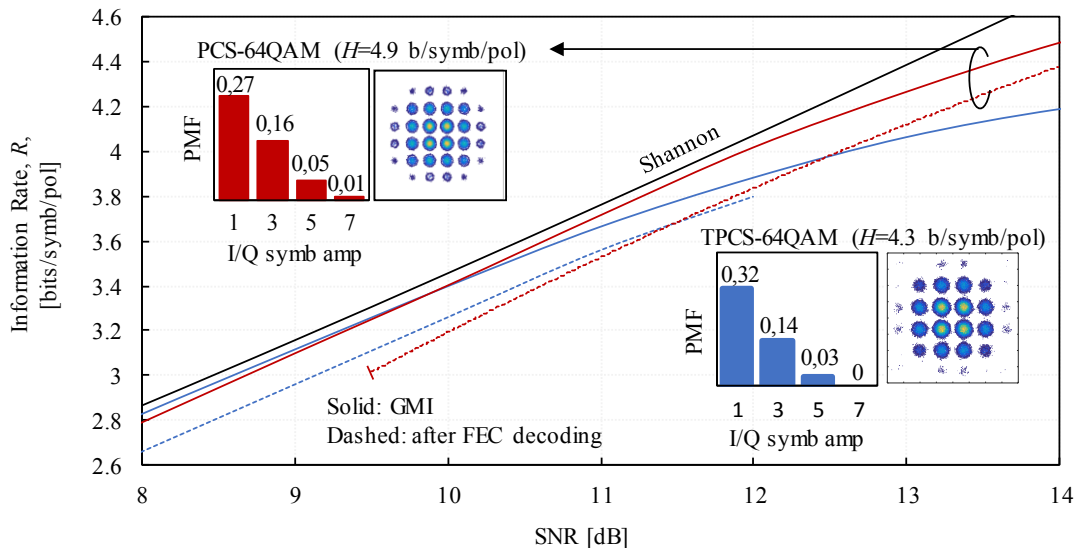 4.6
4.4
4.2
4
3.8
3.6
3.4
3.2
3
2.8
2.6
Information Rate, R,
[bits/symb/pol]
PCS-64QAM (H=4.9 b/symb/pol)
0,27
0,16
0,05
0,01
PMF
1 3 5 7
I/Q symb amp
Shannon
TPCS-64QAM (H=4.3 b/symb/pol)
0,32
0,14
0,03
0
PMF
1 3 5 7
I/Q symb amp
Solid: GMI
Dashed: after FEC decoding
8 9 10 11 12 13 14
SNR [dB]